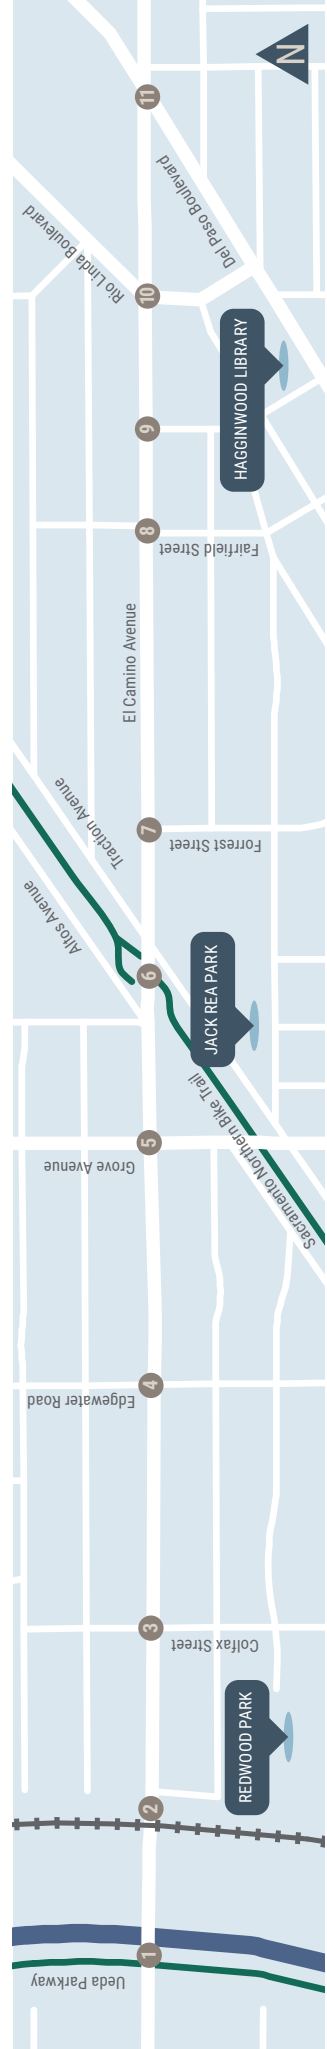 N
11
Del Paso Boulevard
Rio Linda Boulevard
10
HAGGINWOOD LIBRARY
9
8
Fairfield Street
El Camino Avenue
7
Forrest Street
Traction Avenue
Altos Avenue
6
JACK REA PARK
Sacramento Northern Bike Trail
5
Grove Avenue
4
Edgewater Road
3
Colfax Street
REDWOOD PARK
2
1
Ueda Parkway